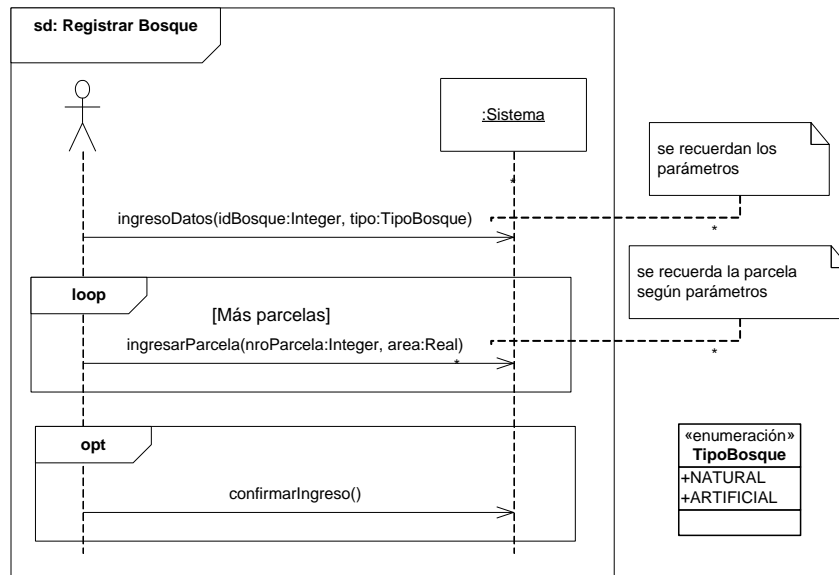 sd: Registrar Bosque
:Sistema
*
se recuerdan los
parámetros
ingresoDatos(idBosque:Integer, tipo:TipoBosque)
*
loop
[Más parcelas]
se recuerda la parcela
según parámetros
ingresarParcela(nroParcela:Integer, area:Real)
*
*
opt
confirmarIngreso()
«enumeración»
TipoBosque
+NATURAL
+ARTIFICIAL